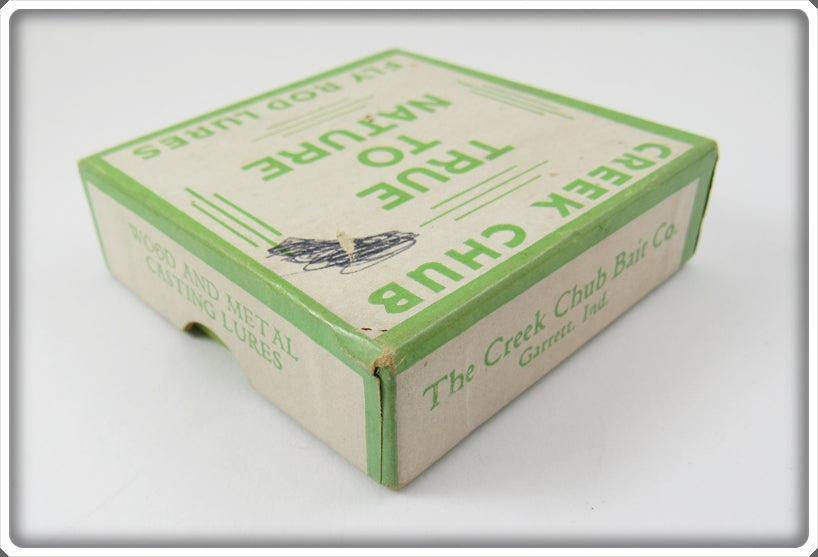 CREEK CHUB
TRUE
TO
NATURE
FLY ROD LURES
WOOD AND METAL
CASTING LURES
The Creek Chub Bait Co.
Garrett, Ind.